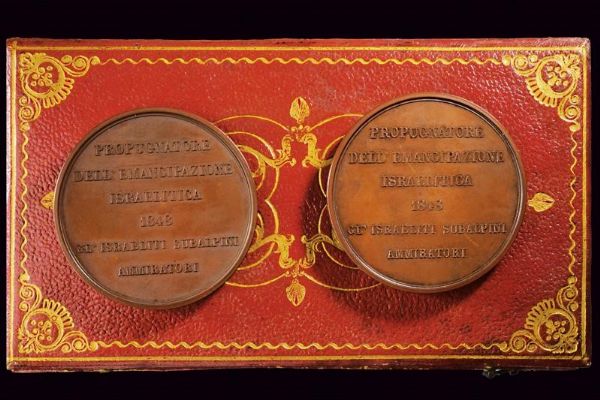 PROPUGNATORE
DELL' EMANCIPAZIONE
ISRAELITICA
1848
GL' ISRAELITI SUBALPINI
AMMIRATORI
PROPUGNATORE
DELL' EMANCIPAZIONE
ISRAELITICA
1848
GL' ISRAELITI SUBALPINI
AMMIRATORI